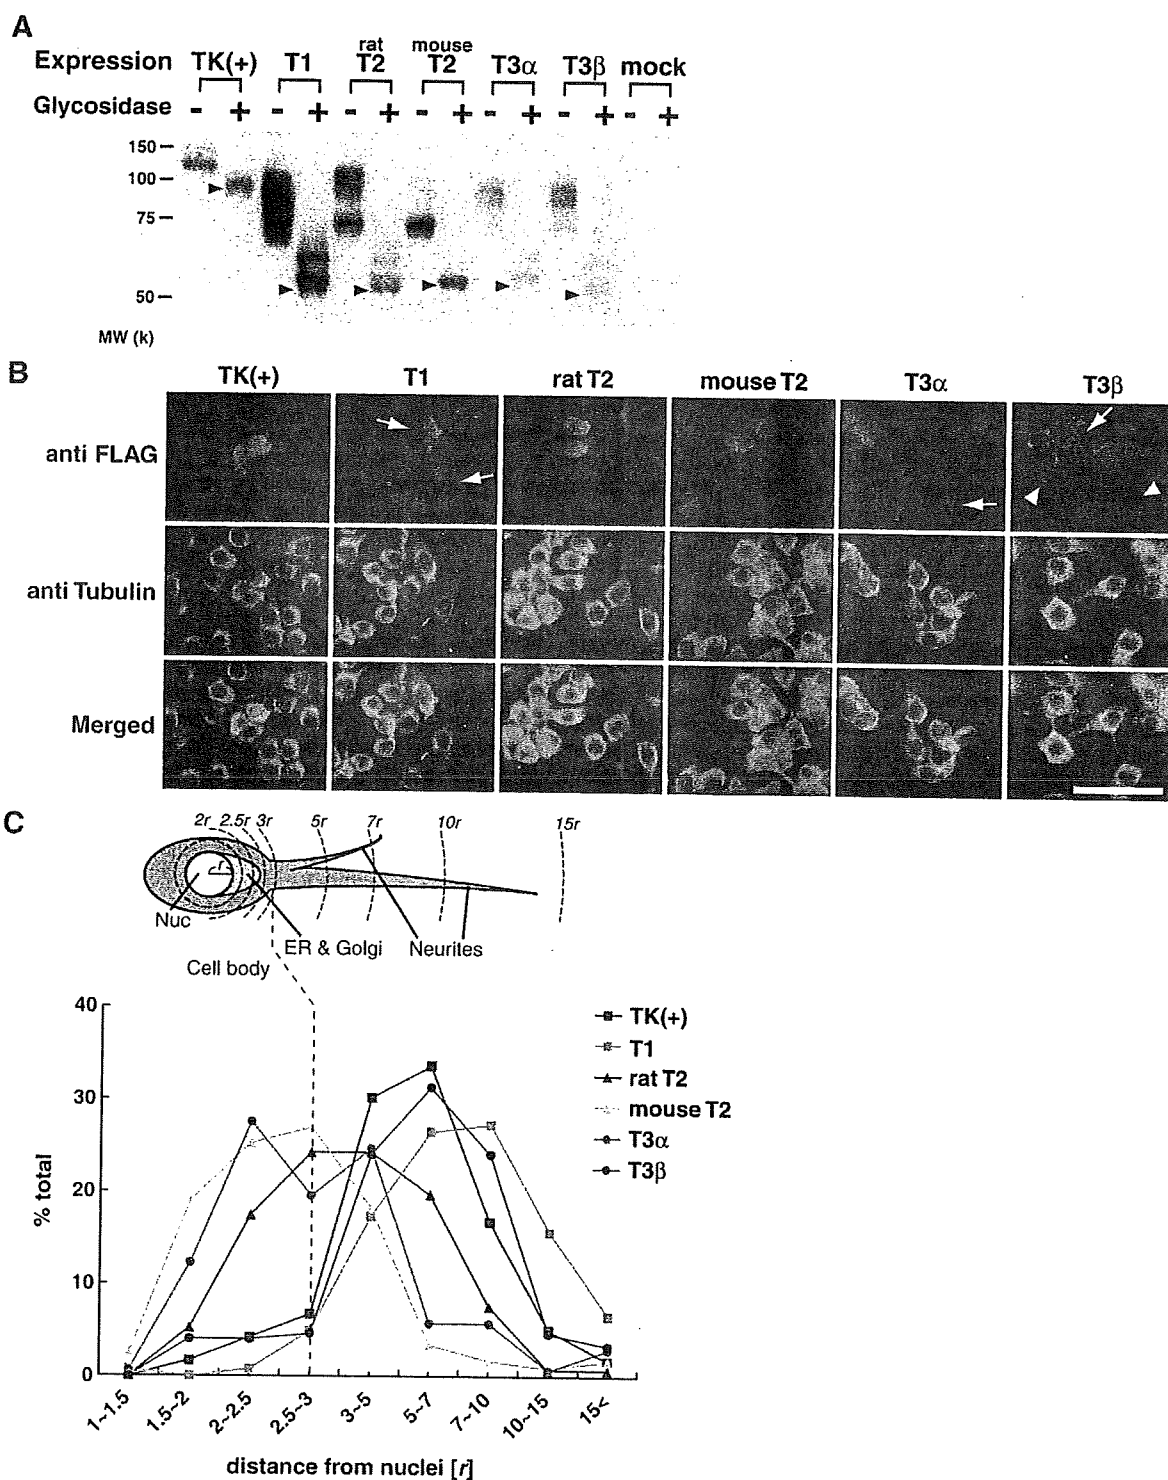 A
Expression TK(+) T1 rat T2 mouse T2 T3α T3β mock
Glycosidase - + - + - + - + - + - + - +
150
100
75
50
MW (k)
B
TK(+) T1 rat T2 mouse T2 T3α T3β
anti FLAG
anti Tubulin
Merged
C
2r 2.5r 3r 5r 7r 10r 15r
r
Nuc
ER & Golgi
Neurites
Cell body
40
30
20
10
0
% total
TK(+)
T1
rat T2
mouse T2
T3α
T3β
1~1.5 1.5~2 2~2.5 2.5~3 3~5 5~7 7~10 10~15 15<
distance from nuclei [r]